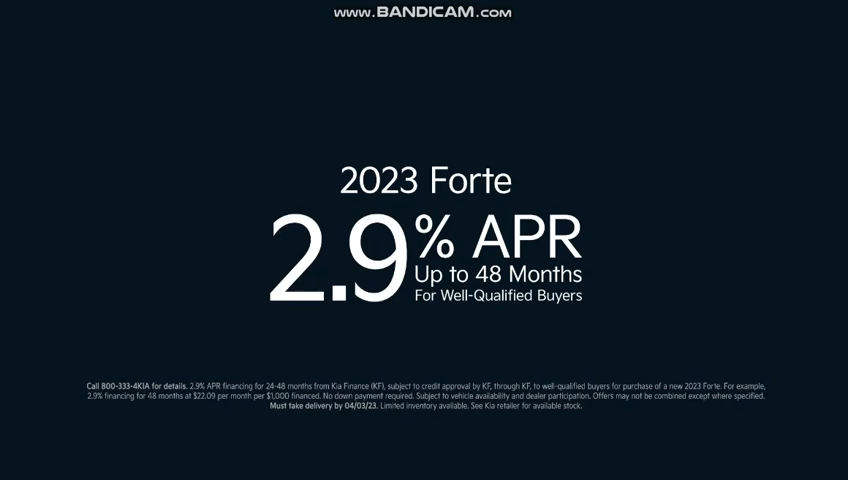 www.BANDICAM.com
2023 Forte
2.9% APR
Up to 48 Months
For Well-Qualified Buyers
Call 800-333-4KIA for details. 2.9% APR financing for 24-48 months from Kia Finance (KF), subject to credit approval by KF, through KF, to well-qualified buyers for purchase of a new 2023 Forte. For example,
2.9% financing for 48 months at $22.09 per month per $1,000 financed. No down payment required. Subject to vehicle availability and dealer participation. Offers may not be combined except where specified.
Must take delivery by 04/03/23. Limited inventory available. See Kia retailer for available stock.